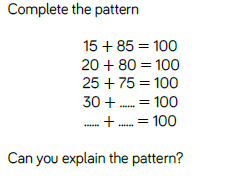 Complete the pattern
15 + 85 = 100
20 + 80 = 100
25 + 75 = 100
30 + ...... = 100
...... + ...... = 100
Can you explain the pattern?